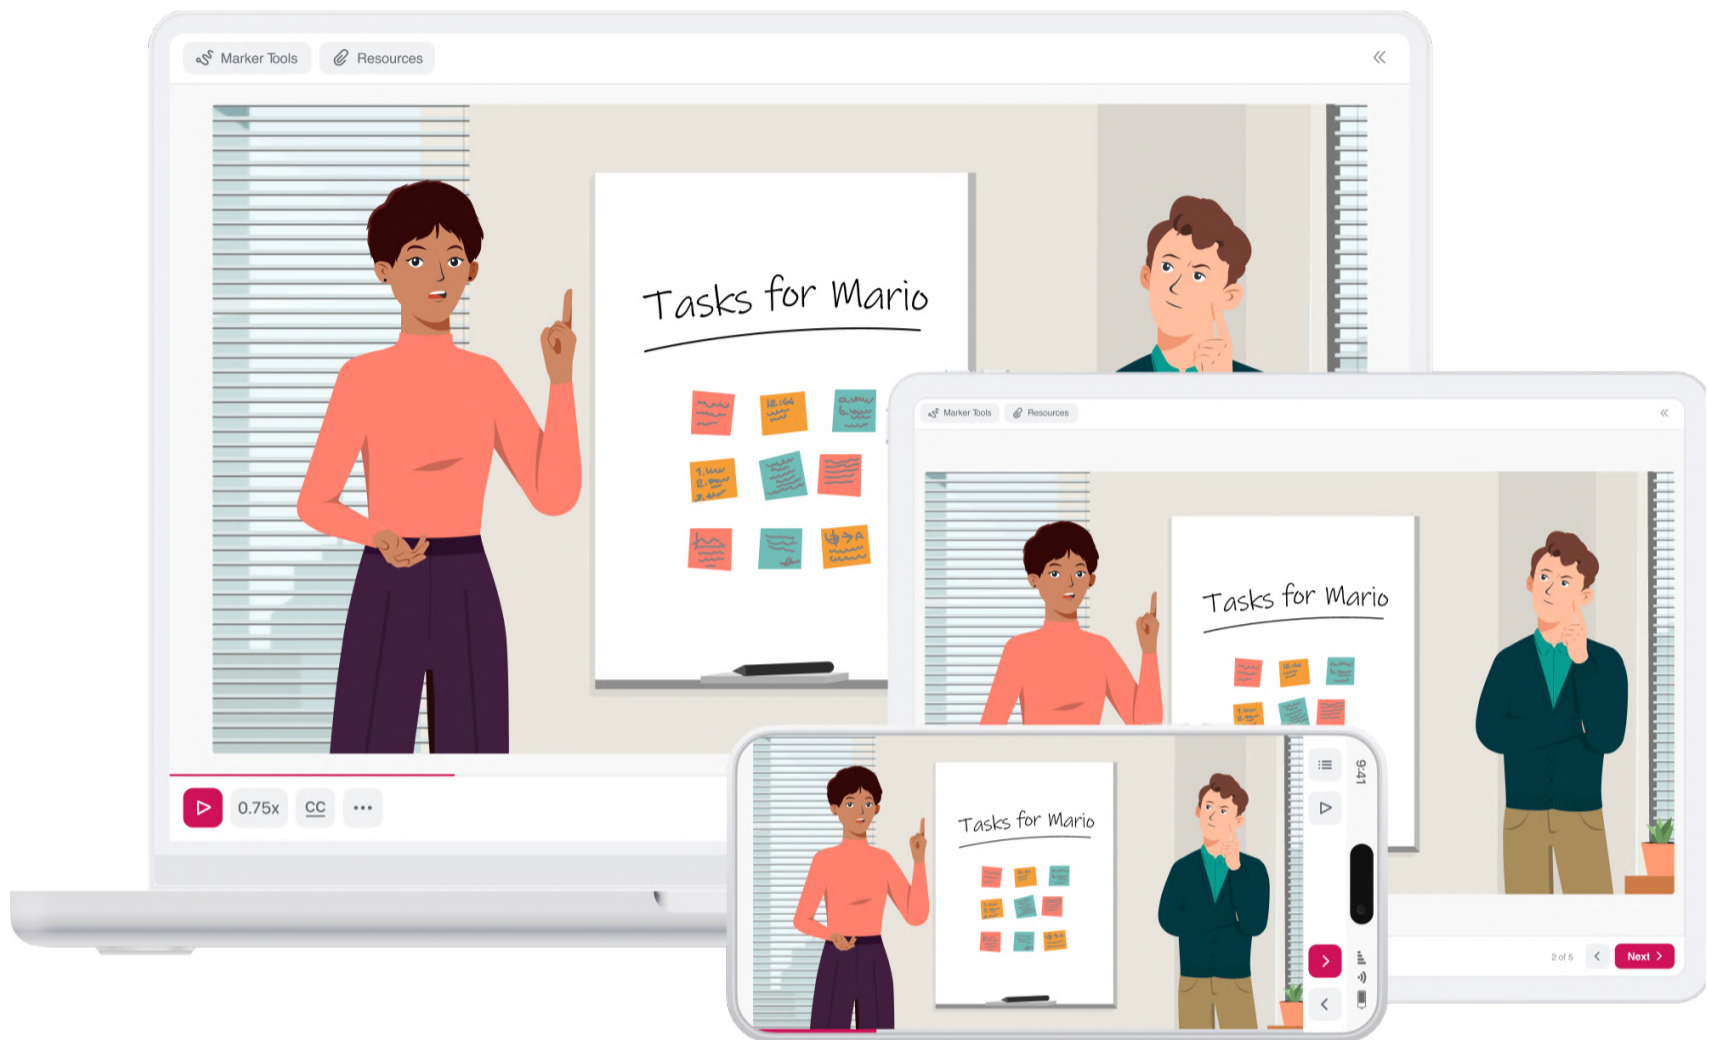 Marker Tools
Resources
Tasks for Mario
0.75x
CC
Marker Tools
Resources
Tasks for Mario
2 of 5
Next
Tasks for Mario
9:41